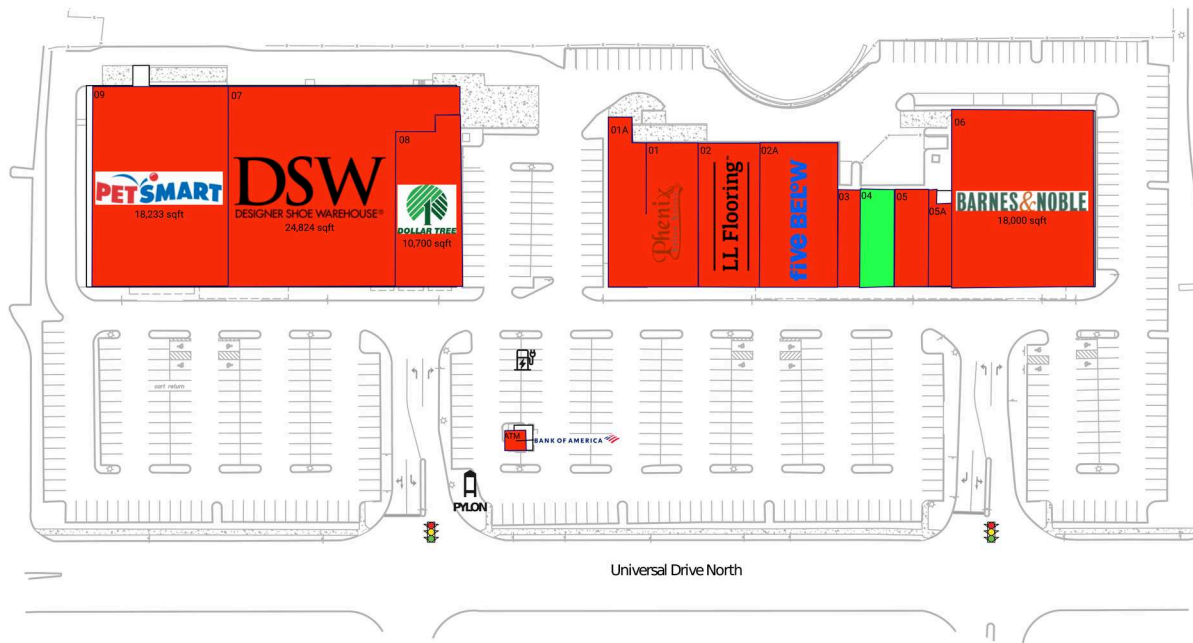 09
07
08
PETSMART
18,233 sqft
DSW
DESIGNER SHOE WAREHOUSE®
24,824 sqft
DOLLAR TREE
10,700 sqft
01A
01
02
02A
03
04
05
05A
06
Phenix
LL Flooring
five BELOW
BARNES&NOBLE
18,000 sqft
cart return
ATM
BANK OF AMERICA
PYLON
Universal Drive North